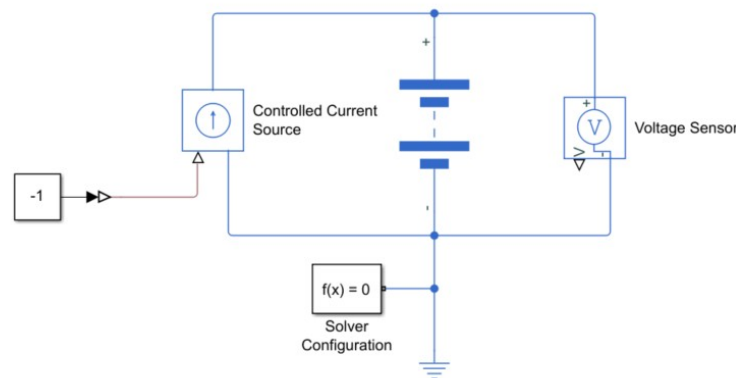 +
Controlled Current
Source
+
V
Voltage Sensor
V
-
-1
-
f(x) = 0
Solver
Configuration